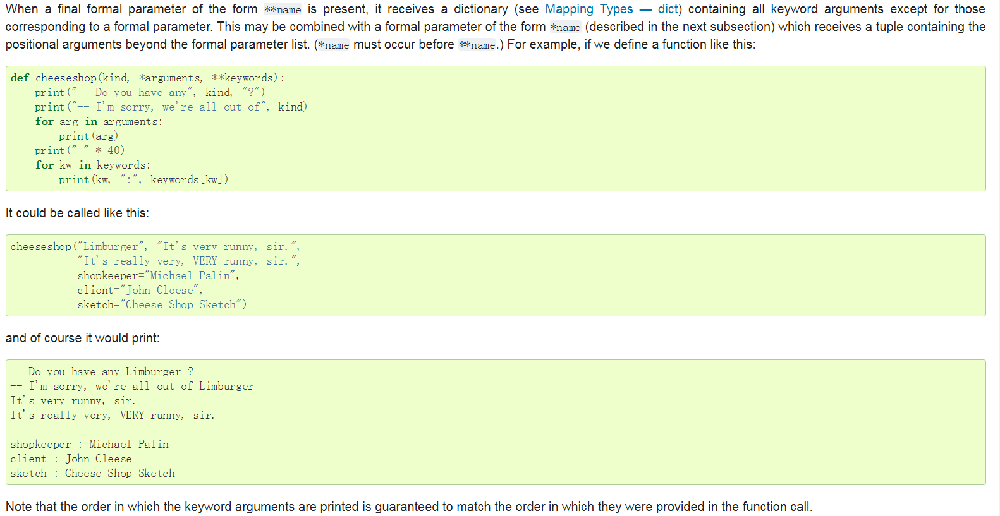 When a final formal parameter of the form **name is present, it receives a dictionary (see Mapping Types — dict) containing all keyword arguments except for those
corresponding to a formal parameter. This may be combined with a formal parameter of the form *name (described in the next subsection) which receives a tuple containing the
positional arguments beyond the formal parameter list. (*name must occur before **name.) For example, if we define a function like this:
def cheeseshop(kind, *arguments, **keywords):
    print("-- Do you have any", kind, "?")
    print("-- I'm sorry, we're all out of", kind)
    for arg in arguments:
        print(arg)
    print("-" * 40)
    for kw in keywords:
        print(kw, ":", keywords[kw])
It could be called like this:
cheeseshop("Limburger", "It's very runny, sir.",
           "It's really very, VERY runny, sir.",
           shopkeeper="Michael Palin",
           client="John Cleese",
           sketch="Cheese Shop Sketch")
and of course it would print:
-- Do you have any Limburger ?
-- I'm sorry, we're all out of Limburger
It's very runny, sir.
It's really very, VERY runny, sir.
----------------------------------------
shopkeeper : Michael Palin
client : John Cleese
sketch : Cheese Shop Sketch
Note that the order in which the keyword arguments are printed is guaranteed to match the order in which they were provided in the function call.